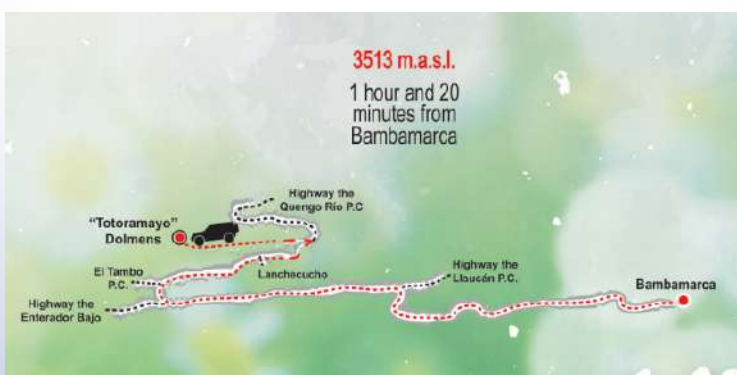 3513 m.a.s.l.
1 hour and 20
minutes from
Bambamarca
Highway the
Quengo Río P.C
“Totoramayo”
Dolmens
El Tambo
P.C.
Lanchecucho
Highway the
Llaucán P.C.
Bambamarca
Highway the
Enterador Bajo